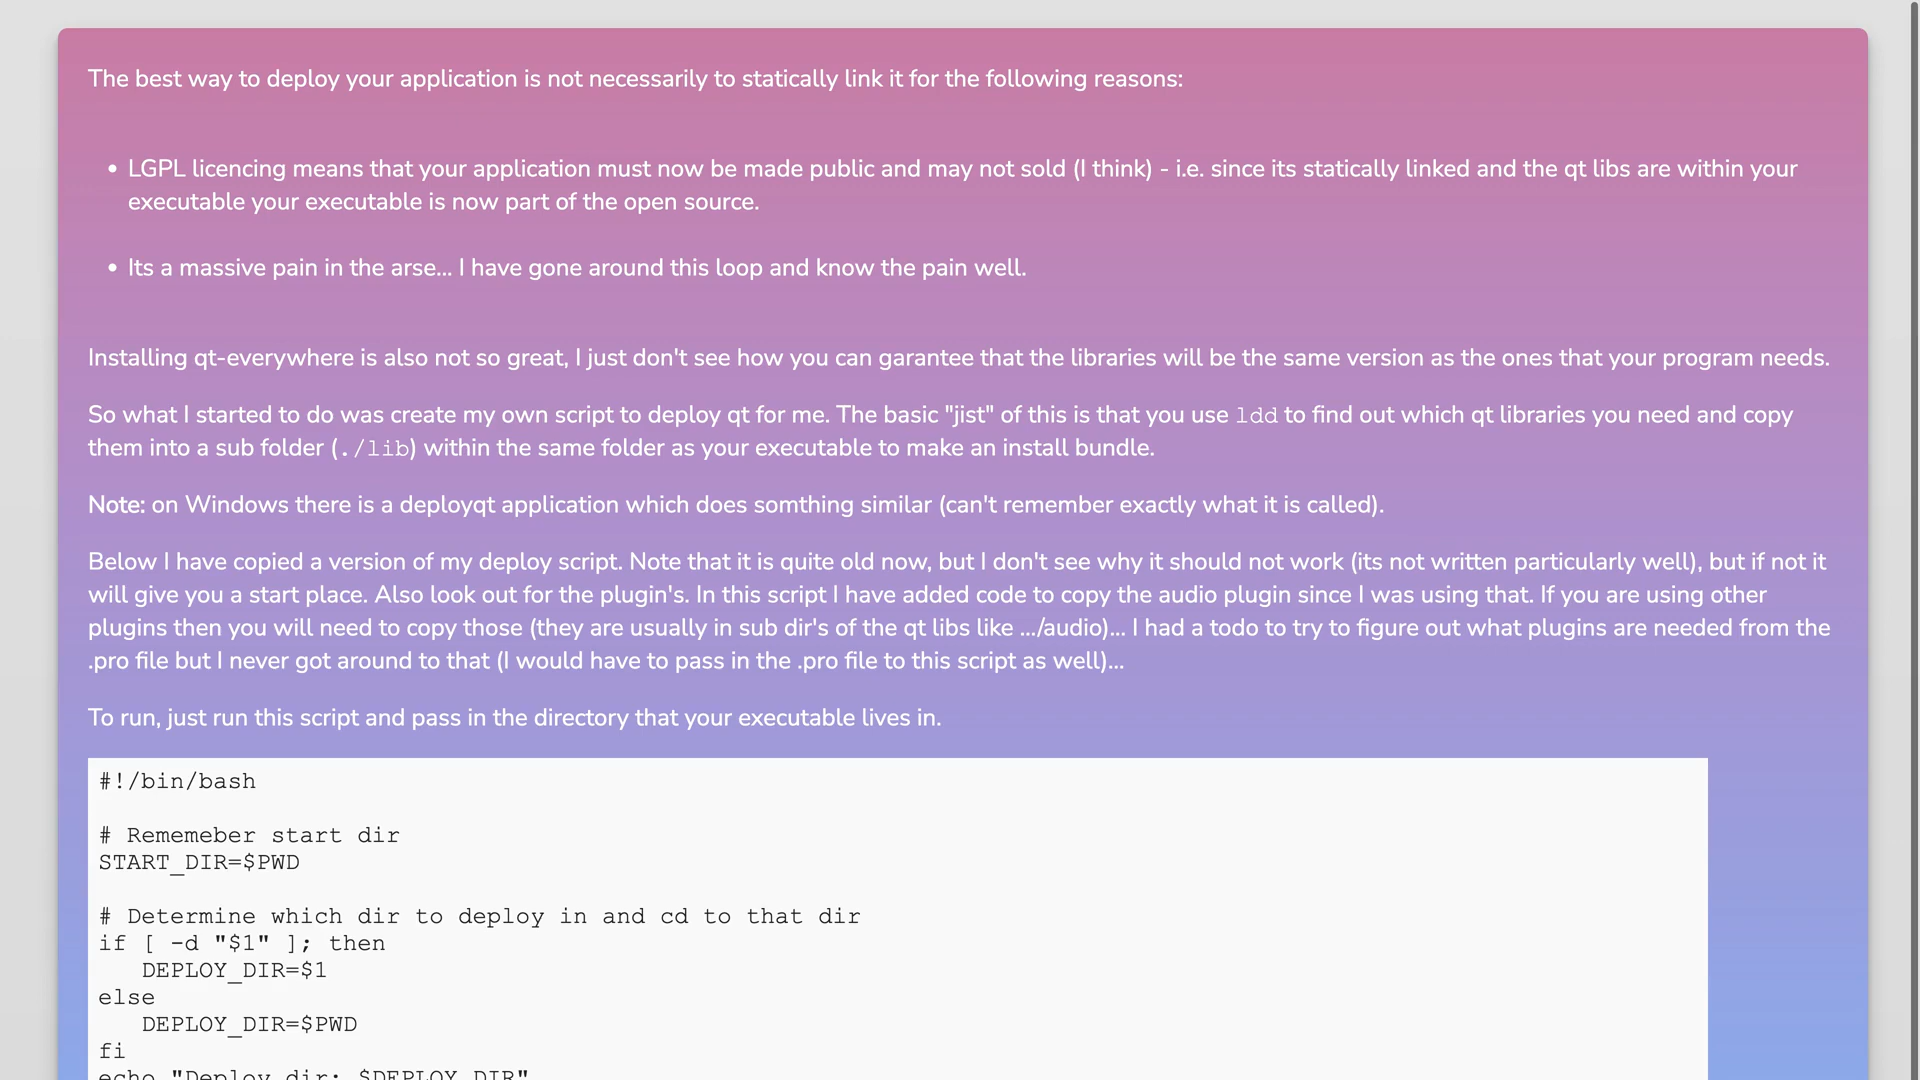 The best way to deploy your application is not necessarily to statically link it for the following reasons:
• LGPL licencing means that your application must now be made public and may not sold (I think) - i.e. since its statically linked and the qt libs are within your
executable your executable is now part of the open source.
• Its a massive pain in the arse... I have gone around this loop and know the pain well.
Installing qt-everywhere is also not so great, I just don't see how you can garantee that the libraries will be the same version as the ones that your program needs.
So what I started to do was create my own script to deploy qt for me. The basic "jist" of this is that you use ldd to find out which qt libraries you need and copy
them into a sub folder (./lib) within the same folder as your executable to make an install bundle.
Note: on Windows there is a deployqt application which does somthing similar (can't remember exactly what it is called).
Below I have copied a version of my deploy script. Note that it is quite old now, but I don't see why it should not work (its not written particularly well), but if not it
will give you a start place. Also look out for the plugin's. In this script I have added code to copy the audio plugin since I was using that. If you are using other
plugins then you will need to copy those (they are usually in sub dir's of the qt libs like .../audio)... I had a todo to try to figure out what plugins are needed from the
.pro file but I never got around to that (I would have to pass in the .pro file to this script as well)...
To run, just run this script and pass in the directory that your executable lives in.
#!/bin/bash
# Rememeber start dir
START_DIR=$PWD
# Determine which dir to deploy in and cd to that dir
if [ -d "$1" ]; then
   DEPLOY_DIR=$1
else
   DEPLOY_DIR=$PWD
fi
echo "Deploy dir: $DEPLOY_DIR"